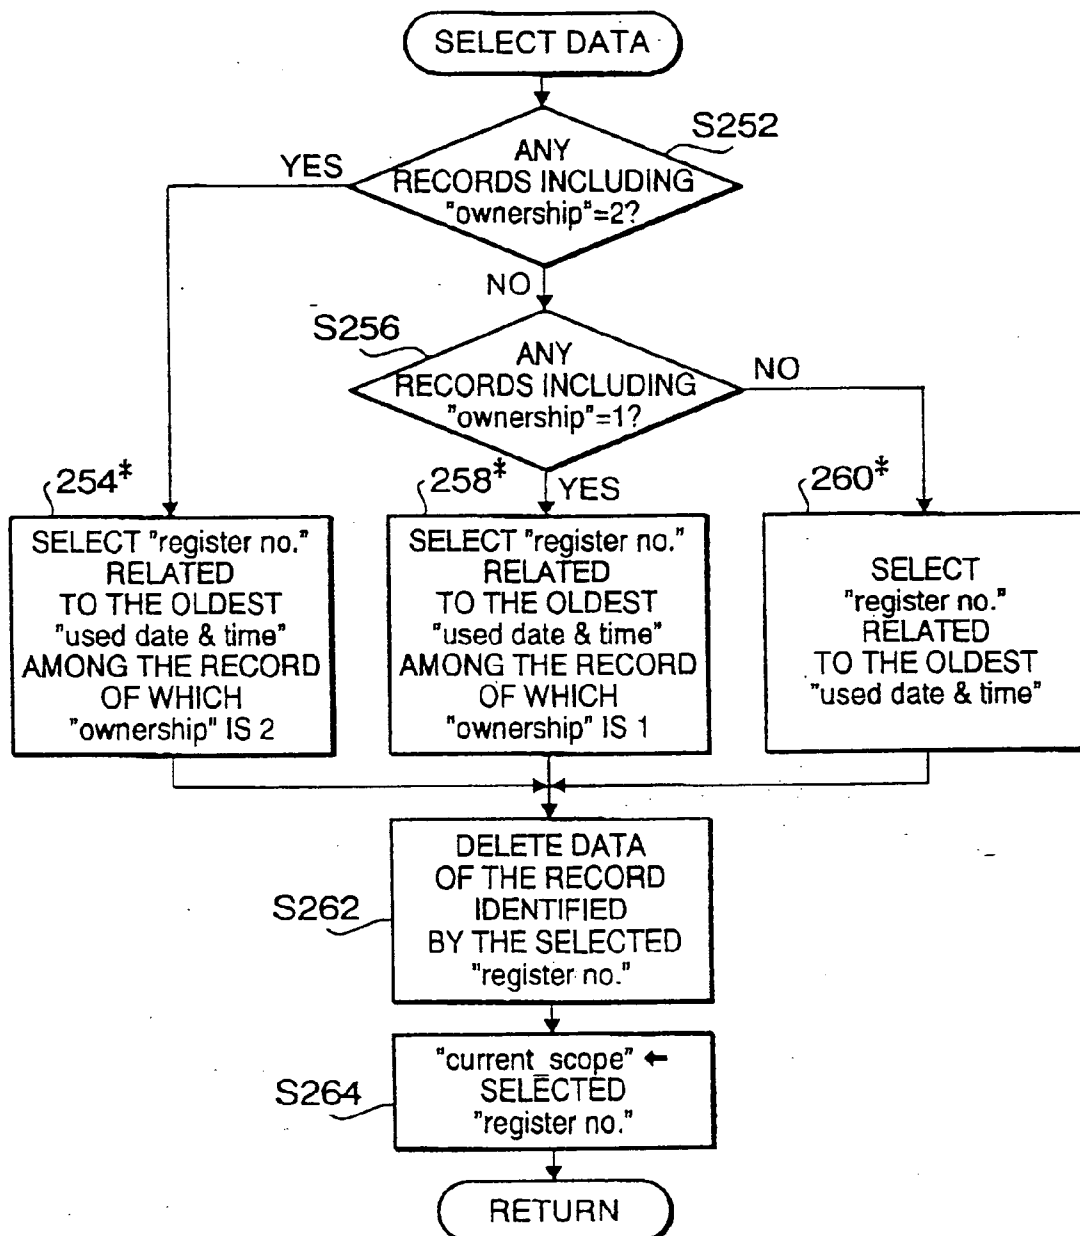 SELECT DATA
S252
ANY
RECORDS INCLUDING
"ownership"=2?
YES
NO
S256
ANY
RECORDS INCLUDING
"ownership"=1?
NO
YES
254‡
SELECT "register no."
RELATED
TO THE OLDEST
"used date & time"
AMONG THE RECORD
OF WHICH
"ownership" IS 2
258‡
SELECT "register no."
RELATED
TO THE OLDEST
"used date & time"
AMONG THE RECORD
OF WHICH
"ownership" IS 1
260‡
SELECT
"register no."
RELATED
TO THE OLDEST
"used date & time"
S262
DELETE DATA
OF THE RECORD
IDENTIFIED
BY THE SELECTED
"register no."
S264
"current_scope" ←
SELECTED
"register no."
RETURN